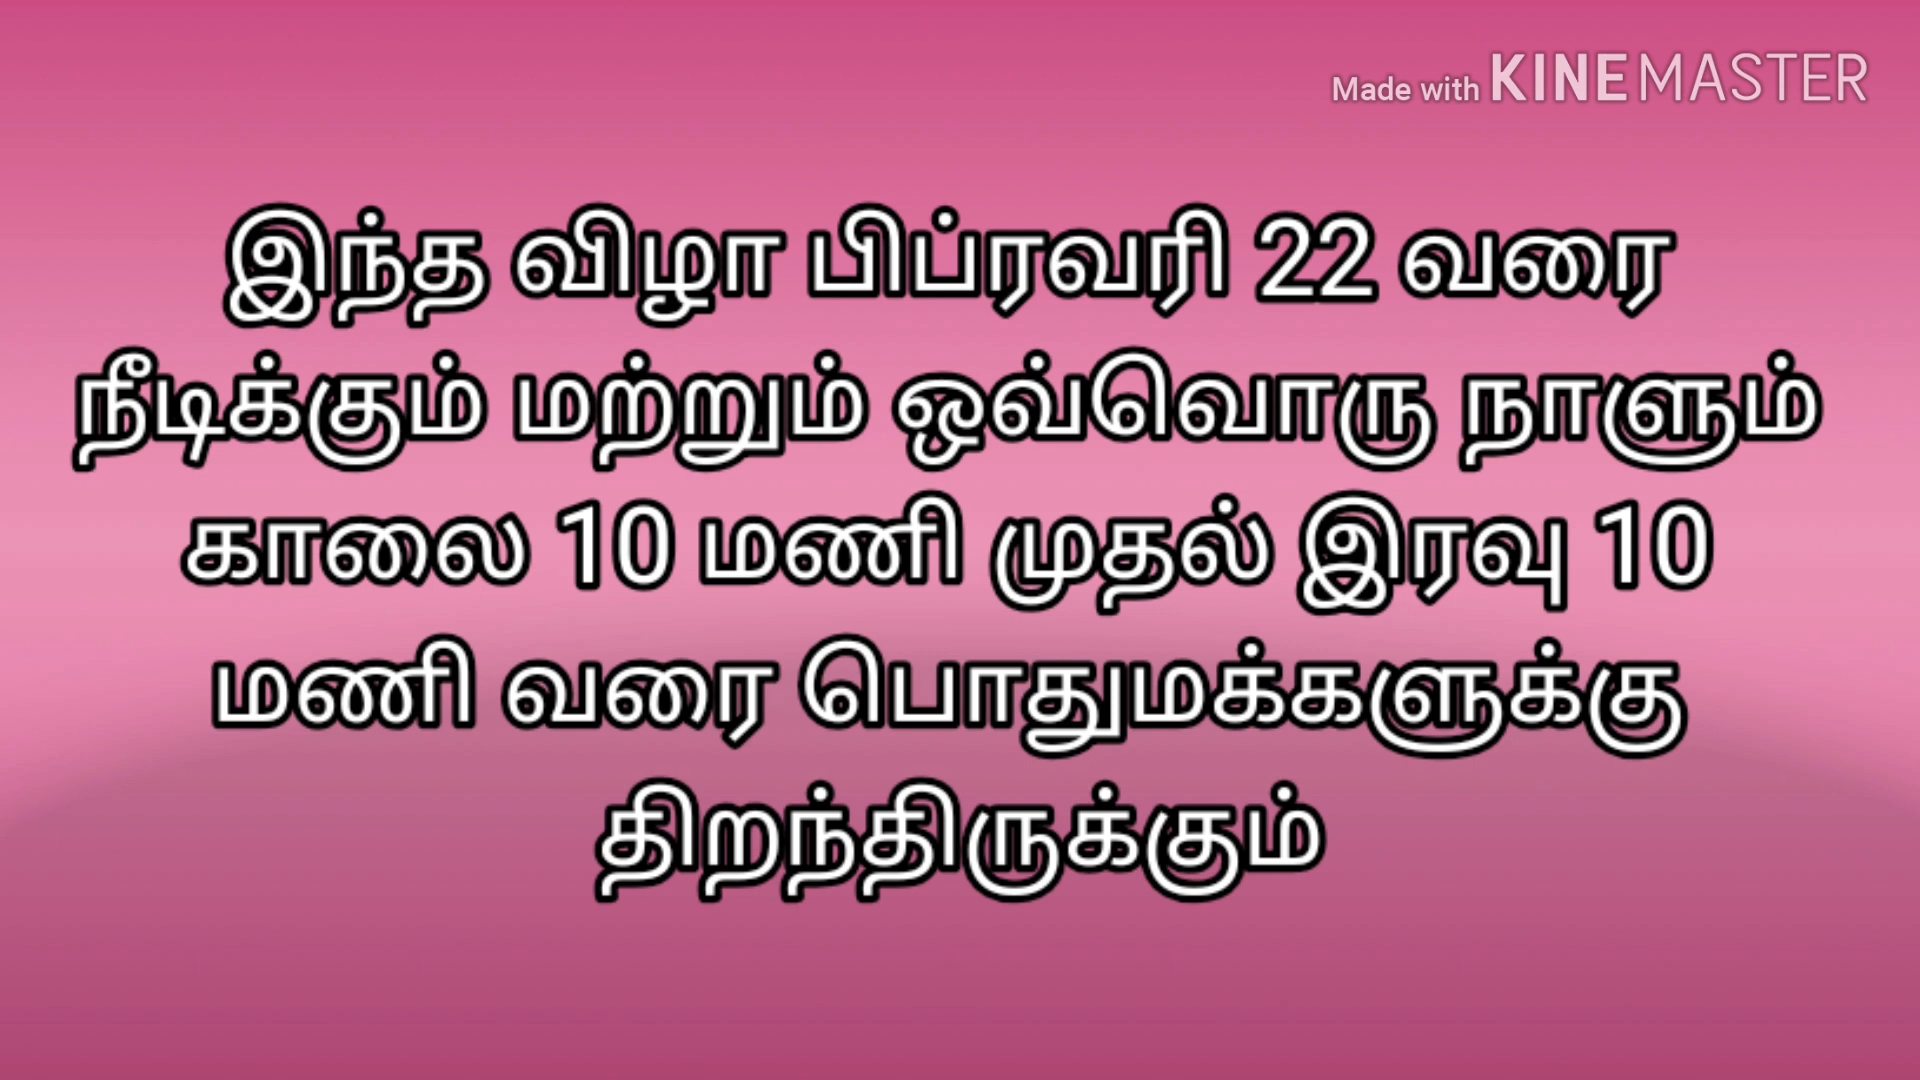 Made with KINEMASTER
இந்த விழா பிப்ரவரி 22 வரை
நீடிக்கும் மற்றும் ஒவ்வொரு நாளும்
காலை 10 மணி முதல் இரவு 10
மணி வரை பொதுமக்களுக்கு
திறந்திருக்கும்